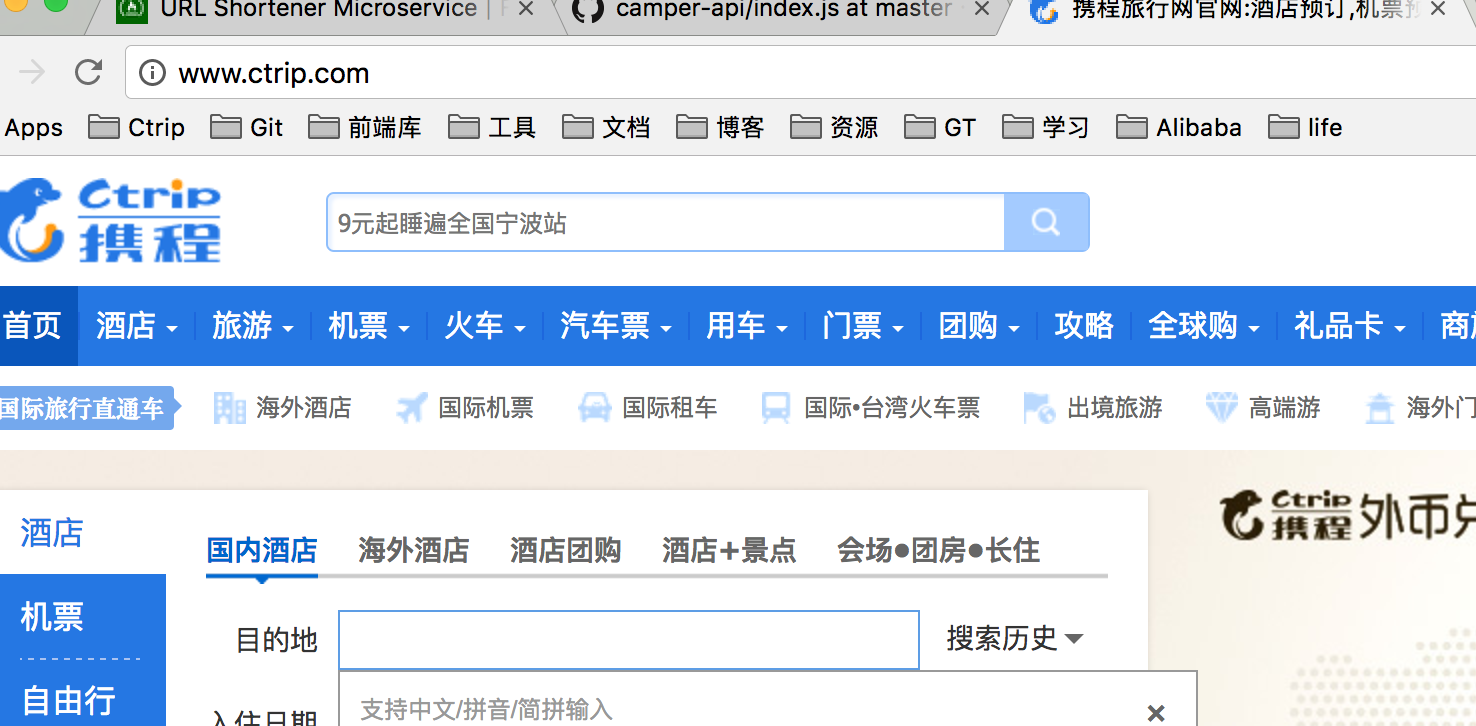 URL Shortener Microservice
camper-api/index.js at master
携程旅行网官网:酒店预订,机票预
www.ctrip.com
Apps Ctrip Git 前端库 工具 文档 博客 资源 GT 学习 Alibaba life
Ctrip
携程
9元起睡遍全国宁波站
首页 酒店 旅游 机票 火车 汽车票 用车 门票 团购 攻略 全球购 礼品卡 商旅
国际旅行直通车 海外酒店 国际机票 国际租车 国际•台湾火车票 出境旅游 高端游 海外门
Ctrip
携程 外币兑
酒店
机票
自由行
国内酒店 海外酒店 酒店团购 酒店+景点 会场●团房●长住
目的地 搜索历史
入住日期
支持中文/拼音/简拼输入